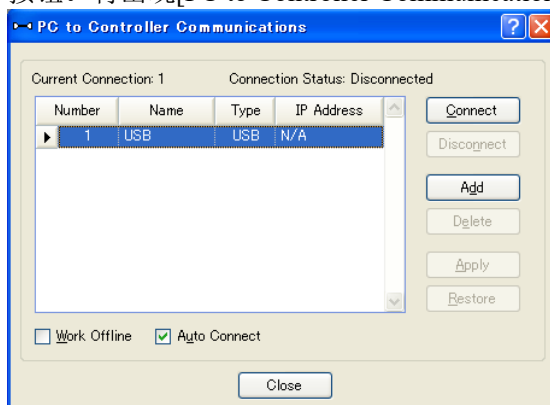 PC to Controller Communications
Current Connection: 1 Connection Status: Disconnected
Number Name Type IP Address
1 USB USB N/A
Connect
Disconnect
Add
Delete
Apply
Restore
Work Offline Auto Connect
Close